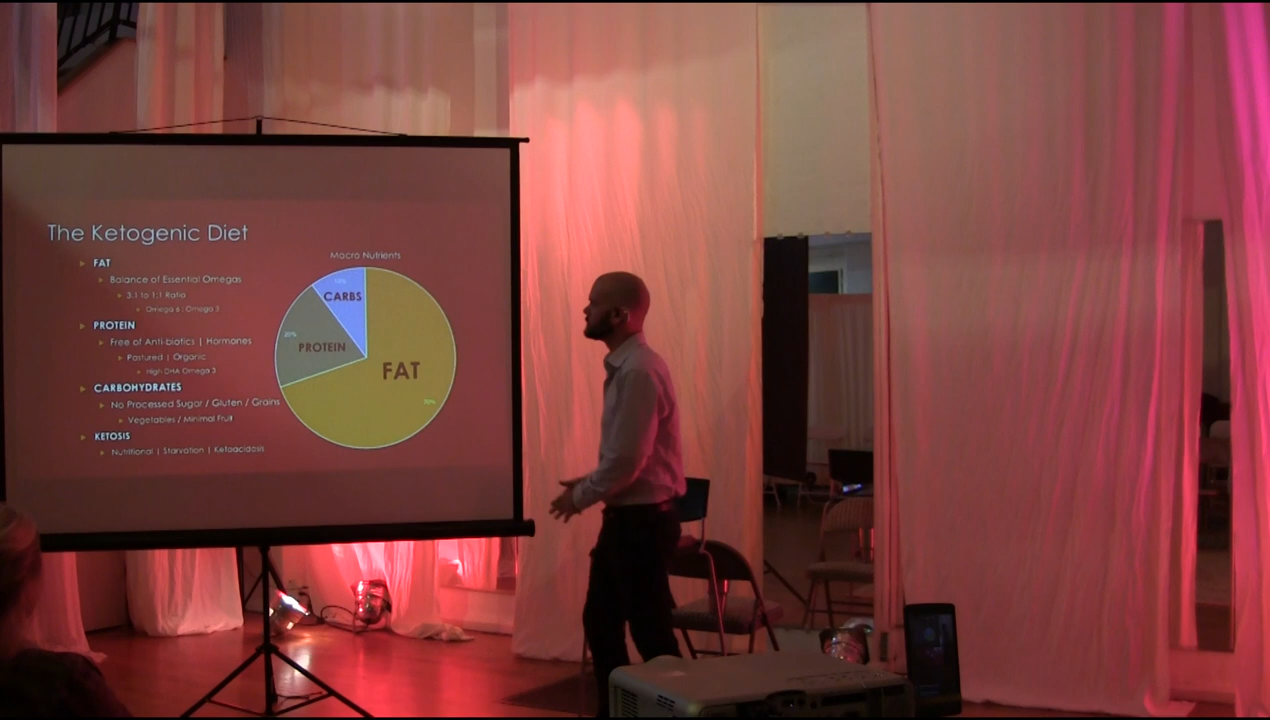 The Ketogenic Diet
FAT
Balance of Essential Omegas
3:1 to 1:1 Ratio
Omega 6 : Omega 3
PROTEIN
Free of Anti-biotics | Hormones
Pastured | Organic
High DHA Omega 3
CARBOHYDRATES
No Processed Sugar / Gluten / Grains
Vegetables / Minimal Fruit
KETOSIS
Nutritional | Starvation | Ketoacidosis
Macro Nutrients
10%
CARBS
20%
PROTEIN
FAT
70%